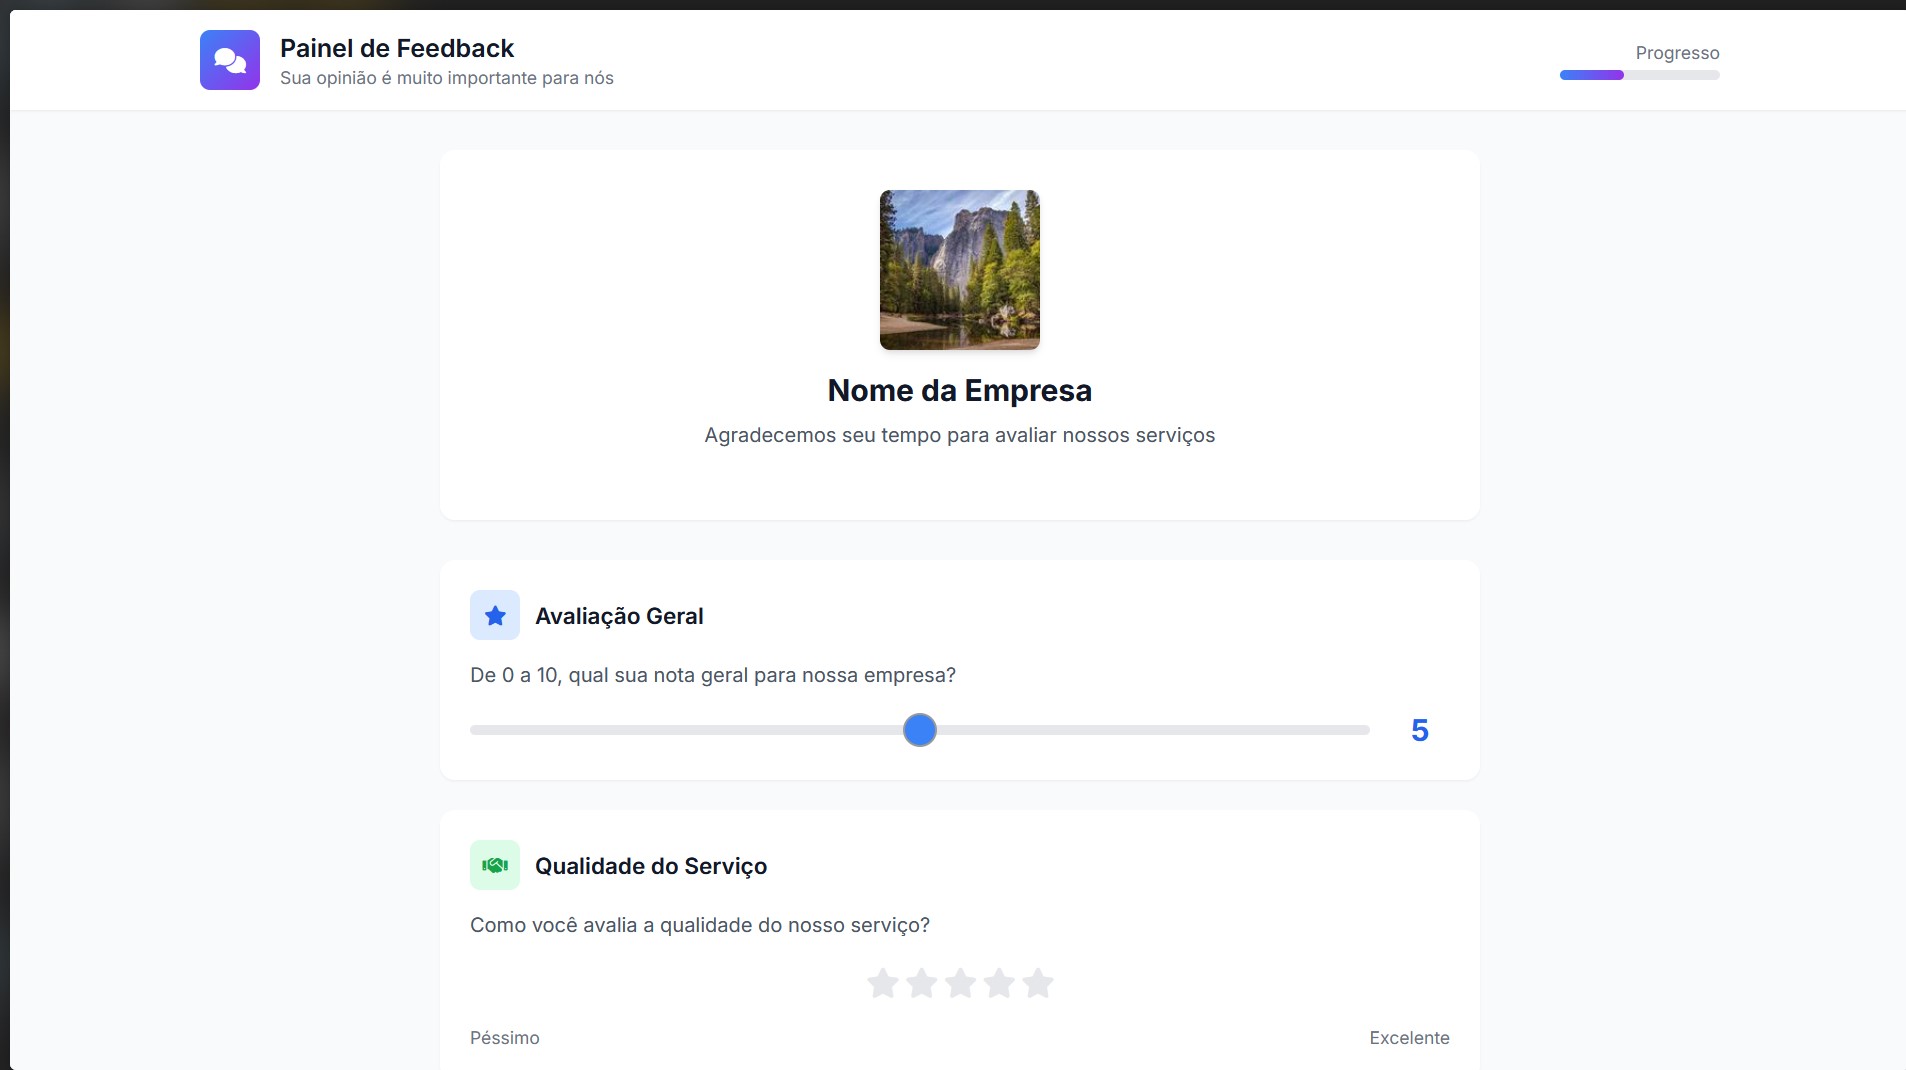 Painel de Feedback
Sua opinião é muito importante para nós
Progresso
Nome da Empresa
Agradecemos seu tempo para avaliar nossos serviços
Avaliação Geral
De 0 a 10, qual sua nota geral para nossa empresa?
5
Qualidade do Serviço
Como você avalia a qualidade do nosso serviço?
Péssimo
Excelente